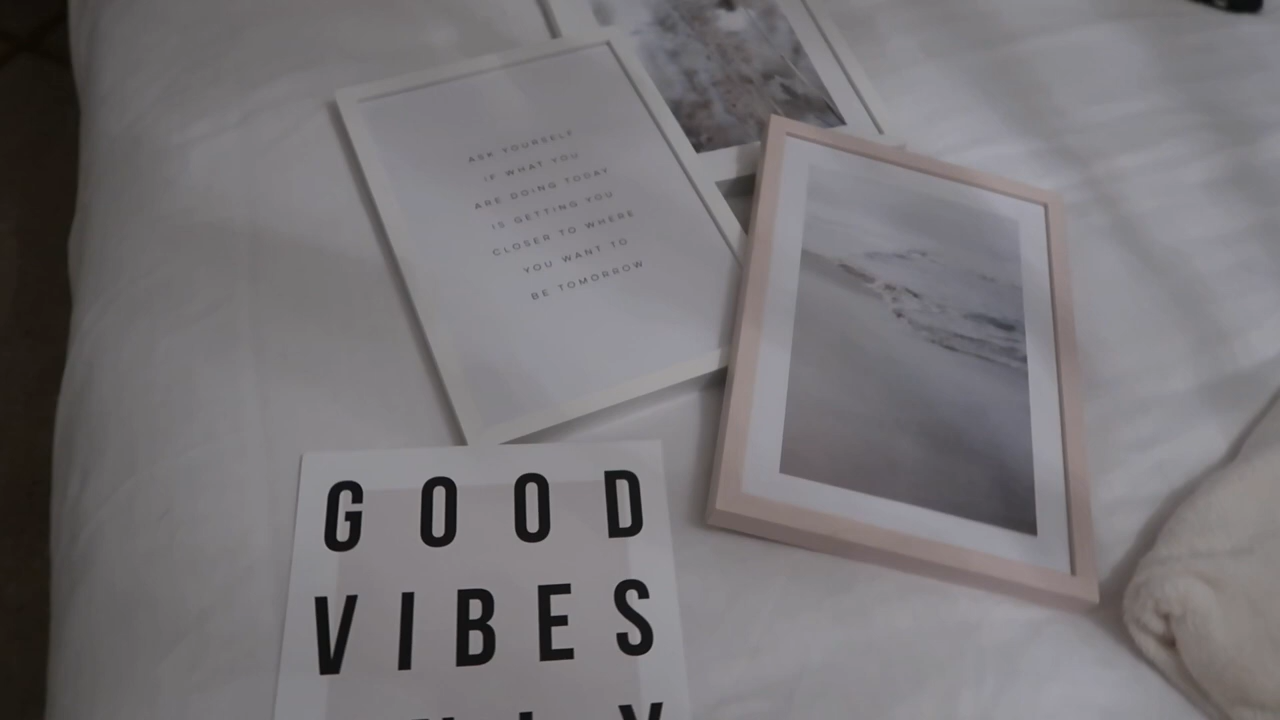 ASK YOURSELF
IF WHAT YOU
ARE DOING TODAY
IS GETTING YOU
CLOSER TO WHERE
YOU WANT TO
BE TOMORROW
GOOD
VIBES